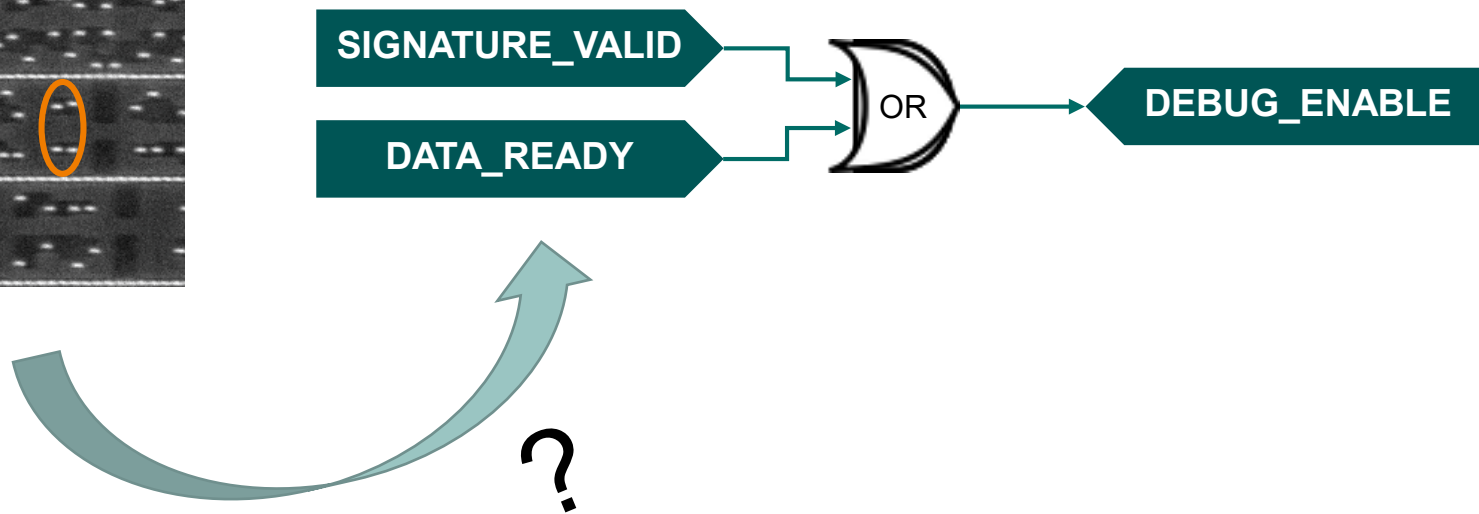 SIGNATURE_VALID
DATA_READY
OR
DEBUG_ENABLE
?